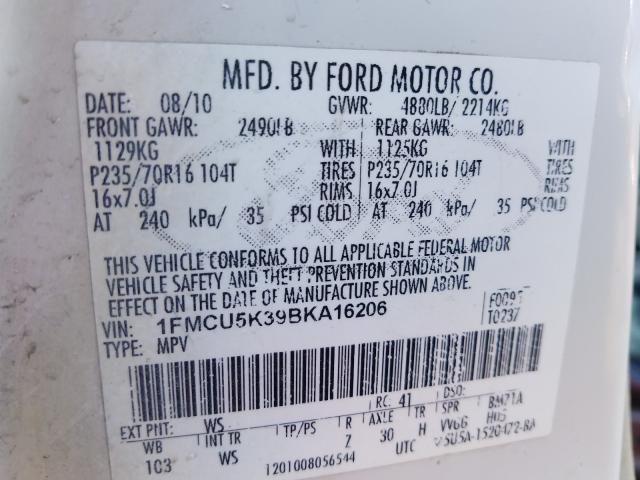 MFD. BY FORD MOTOR CO.
DATE: 08/10 GVWR: 4880LB/ 2214KG
FRONT GAWR: 2490LB REAR GAWR: 2480LB
1129KG WITH 1125KG WITH
P235/70R16 104T TIRES P235/70R16 104T TIRES
16x7.0J RIMS 16x7.0J RIMS
AT 240 kPa/ 35 PSI COLD AT 240 kPa/ 35 PSI COLD
THIS VEHICLE CONFORMS TO ALL APPLICABLE FEDERAL MOTOR
VEHICLE SAFETY AND THEFT PREVENTION STANDARDS IN
EFFECT ON THE DATE OF MANUFACTURE SHOWN ABOVE.
VIN: 1FMCU5K39BKA16206
TYPE: MPV
T0237
EXT PNT: WS RC: 41 DSO:
WB INT TR TP/PS R AXLE TR SPR BM71A
103 WS Z 30 H VVGG
1201008056544 UTC